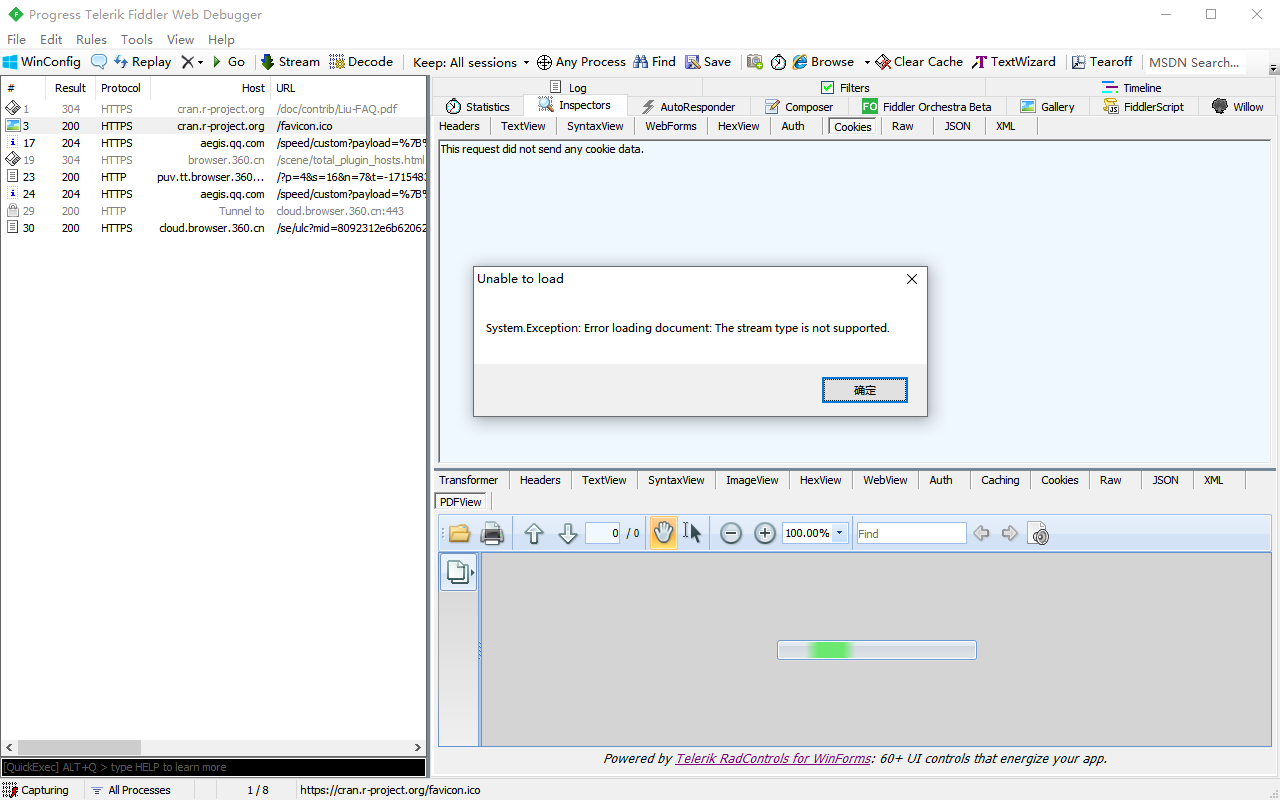 Progress Telerik Fiddler Web Debugger
File Edit Rules Tools View Help
WinConfig Replay Go Stream Decode Keep: All sessions Any Process Find Save Browse Clear Cache TextWizard Tearoff MSDN Search...
# Result Protocol Host URL
1 304 HTTPS cran.r-project.org /doc/contrib/Liu-FAQ.pdf
3 200 HTTPS cran.r-project.org /favicon.ico
17 204 HTTPS aegis.qq.com /speed/custom?payload=%7B%
19 304 HTTPS browser.360.cn /scene/total_plugin_hosts.html
23 200 HTTP puv.tt.browser.360... /?p=4&s=16&n=7&t=-171548
24 204 HTTPS aegis.qq.com /speed/custom?payload=%7B%
29 200 HTTP Tunnel to cloud.browser.360.cn:443
30 200 HTTPS cloud.browser.360.cn /se/ulc?mid=8092312e6b62062
[QuickExec] ALT+Q > type HELP to learn more
Log Filters Timeline
Statistics Inspectors AutoResponder Composer FO Fiddler Orchestra Beta Gallery JS FiddlerScript Willow
Headers TextView SyntaxView WebForms HexView Auth Cookies Raw JSON XML
This request did not send any cookie data.
Unable to load
System.Exception: Error loading document: The stream type is not supported.
确定
Transformer Headers TextView SyntaxView ImageView HexView WebView Auth Caching Cookies Raw JSON XML
PDFView
0 / 0 100.00% Find
Powered by Telerik RadControls for WinForms: 60+ UI controls that energize your app.
Capturing All Processes 1 / 8 https://cran.r-project.org/favicon.ico